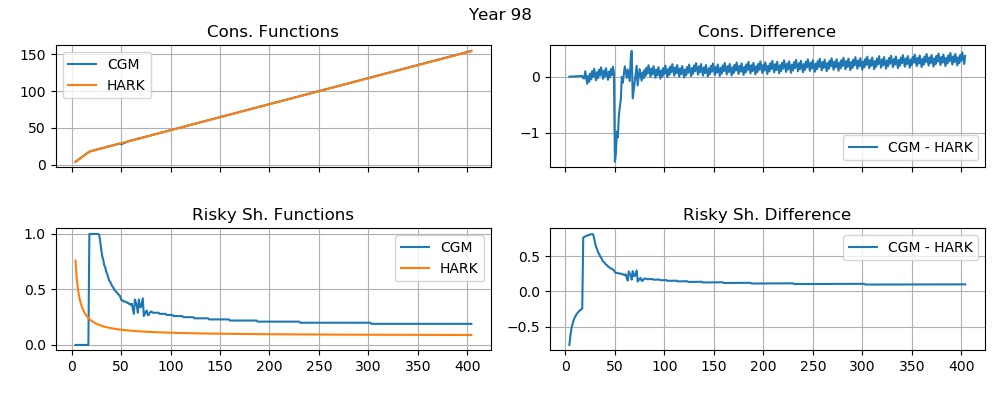 Year 98
Cons. Functions
150
100
50
0
CGM
HARK
Cons. Difference
0
−1
CGM - HARK
Risky Sh. Functions
1.0
0.5
0.0
CGM
HARK
0 50 100 150 200 250 300 350 400
Risky Sh. Difference
0.5
0.0
−0.5
CGM - HARK
0 50 100 150 200 250 300 350 400